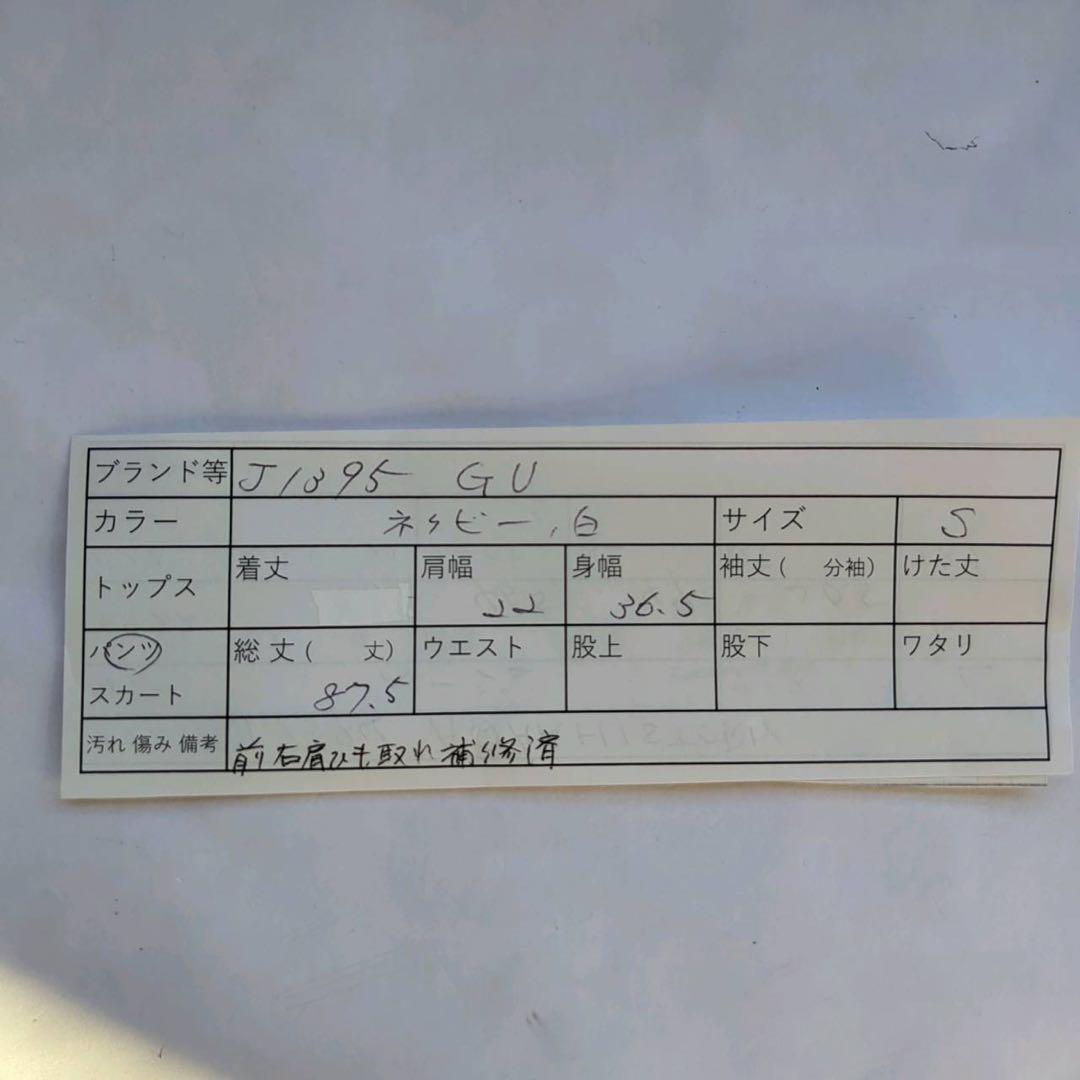 ブランド等 J1395 GU
カラー ネイビー、白 サイズ S
トップス 着丈 肩幅 22 身幅 36.5 袖丈( 分袖) けた丈
パンツ スカート 総丈( 丈) 87.5 ウエスト 股上 股下 ワタリ
汚れ 傷み 備考 前右肩ひも取れ補修済